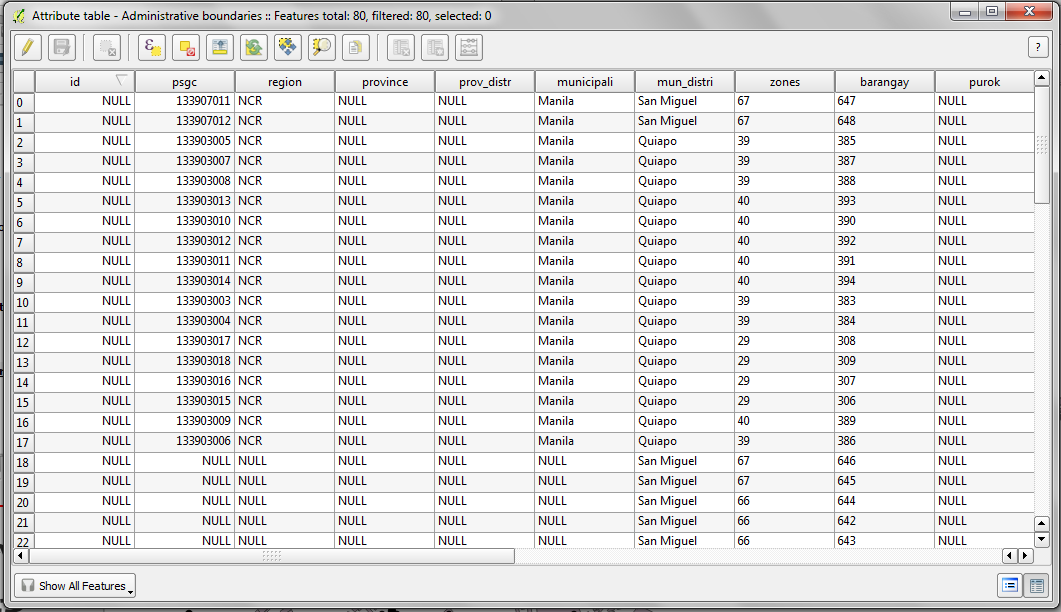 Attribute table - Administrative boundaries :: Features total: 80, filtered: 80, selected: 0
?
id psgc region province prov_distr municipali mun_distri zones barangay purok
0 NULL 133907011 NCR NULL NULL Manila San Miguel 67 647 NULL
1 NULL 133907012 NCR NULL NULL Manila San Miguel 67 648 NULL
2 NULL 133903005 NCR NULL NULL Manila Quiapo 39 385 NULL
3 NULL 133903007 NCR NULL NULL Manila Quiapo 39 387 NULL
4 NULL 133903008 NCR NULL NULL Manila Quiapo 39 388 NULL
5 NULL 133903013 NCR NULL NULL Manila Quiapo 40 393 NULL
6 NULL 133903010 NCR NULL NULL Manila Quiapo 40 390 NULL
7 NULL 133903012 NCR NULL NULL Manila Quiapo 40 392 NULL
8 NULL 133903011 NCR NULL NULL Manila Quiapo 40 391 NULL
9 NULL 133903014 NCR NULL NULL Manila Quiapo 40 394 NULL
10 NULL 133903003 NCR NULL NULL Manila Quiapo 39 383 NULL
11 NULL 133903004 NCR NULL NULL Manila Quiapo 39 384 NULL
12 NULL 133903017 NCR NULL NULL Manila Quiapo 29 308 NULL
13 NULL 133903018 NCR NULL NULL Manila Quiapo 29 309 NULL
14 NULL 133903016 NCR NULL NULL Manila Quiapo 29 307 NULL
15 NULL 133903015 NCR NULL NULL Manila Quiapo 29 306 NULL
16 NULL 133903009 NCR NULL NULL Manila Quiapo 40 389 NULL
17 NULL 133903006 NCR NULL NULL Manila Quiapo 39 386 NULL
18 NULL NULL NULL NULL NULL NULL San Miguel 67 646 NULL
19 NULL NULL NULL NULL NULL NULL San Miguel 67 645 NULL
20 NULL NULL NULL NULL NULL NULL San Miguel 66 644 NULL
21 NULL NULL NULL NULL NULL NULL San Miguel 66 642 NULL
22 NULL NULL NULL NULL NULL NULL San Miguel 66 643 NULL
Show All Features